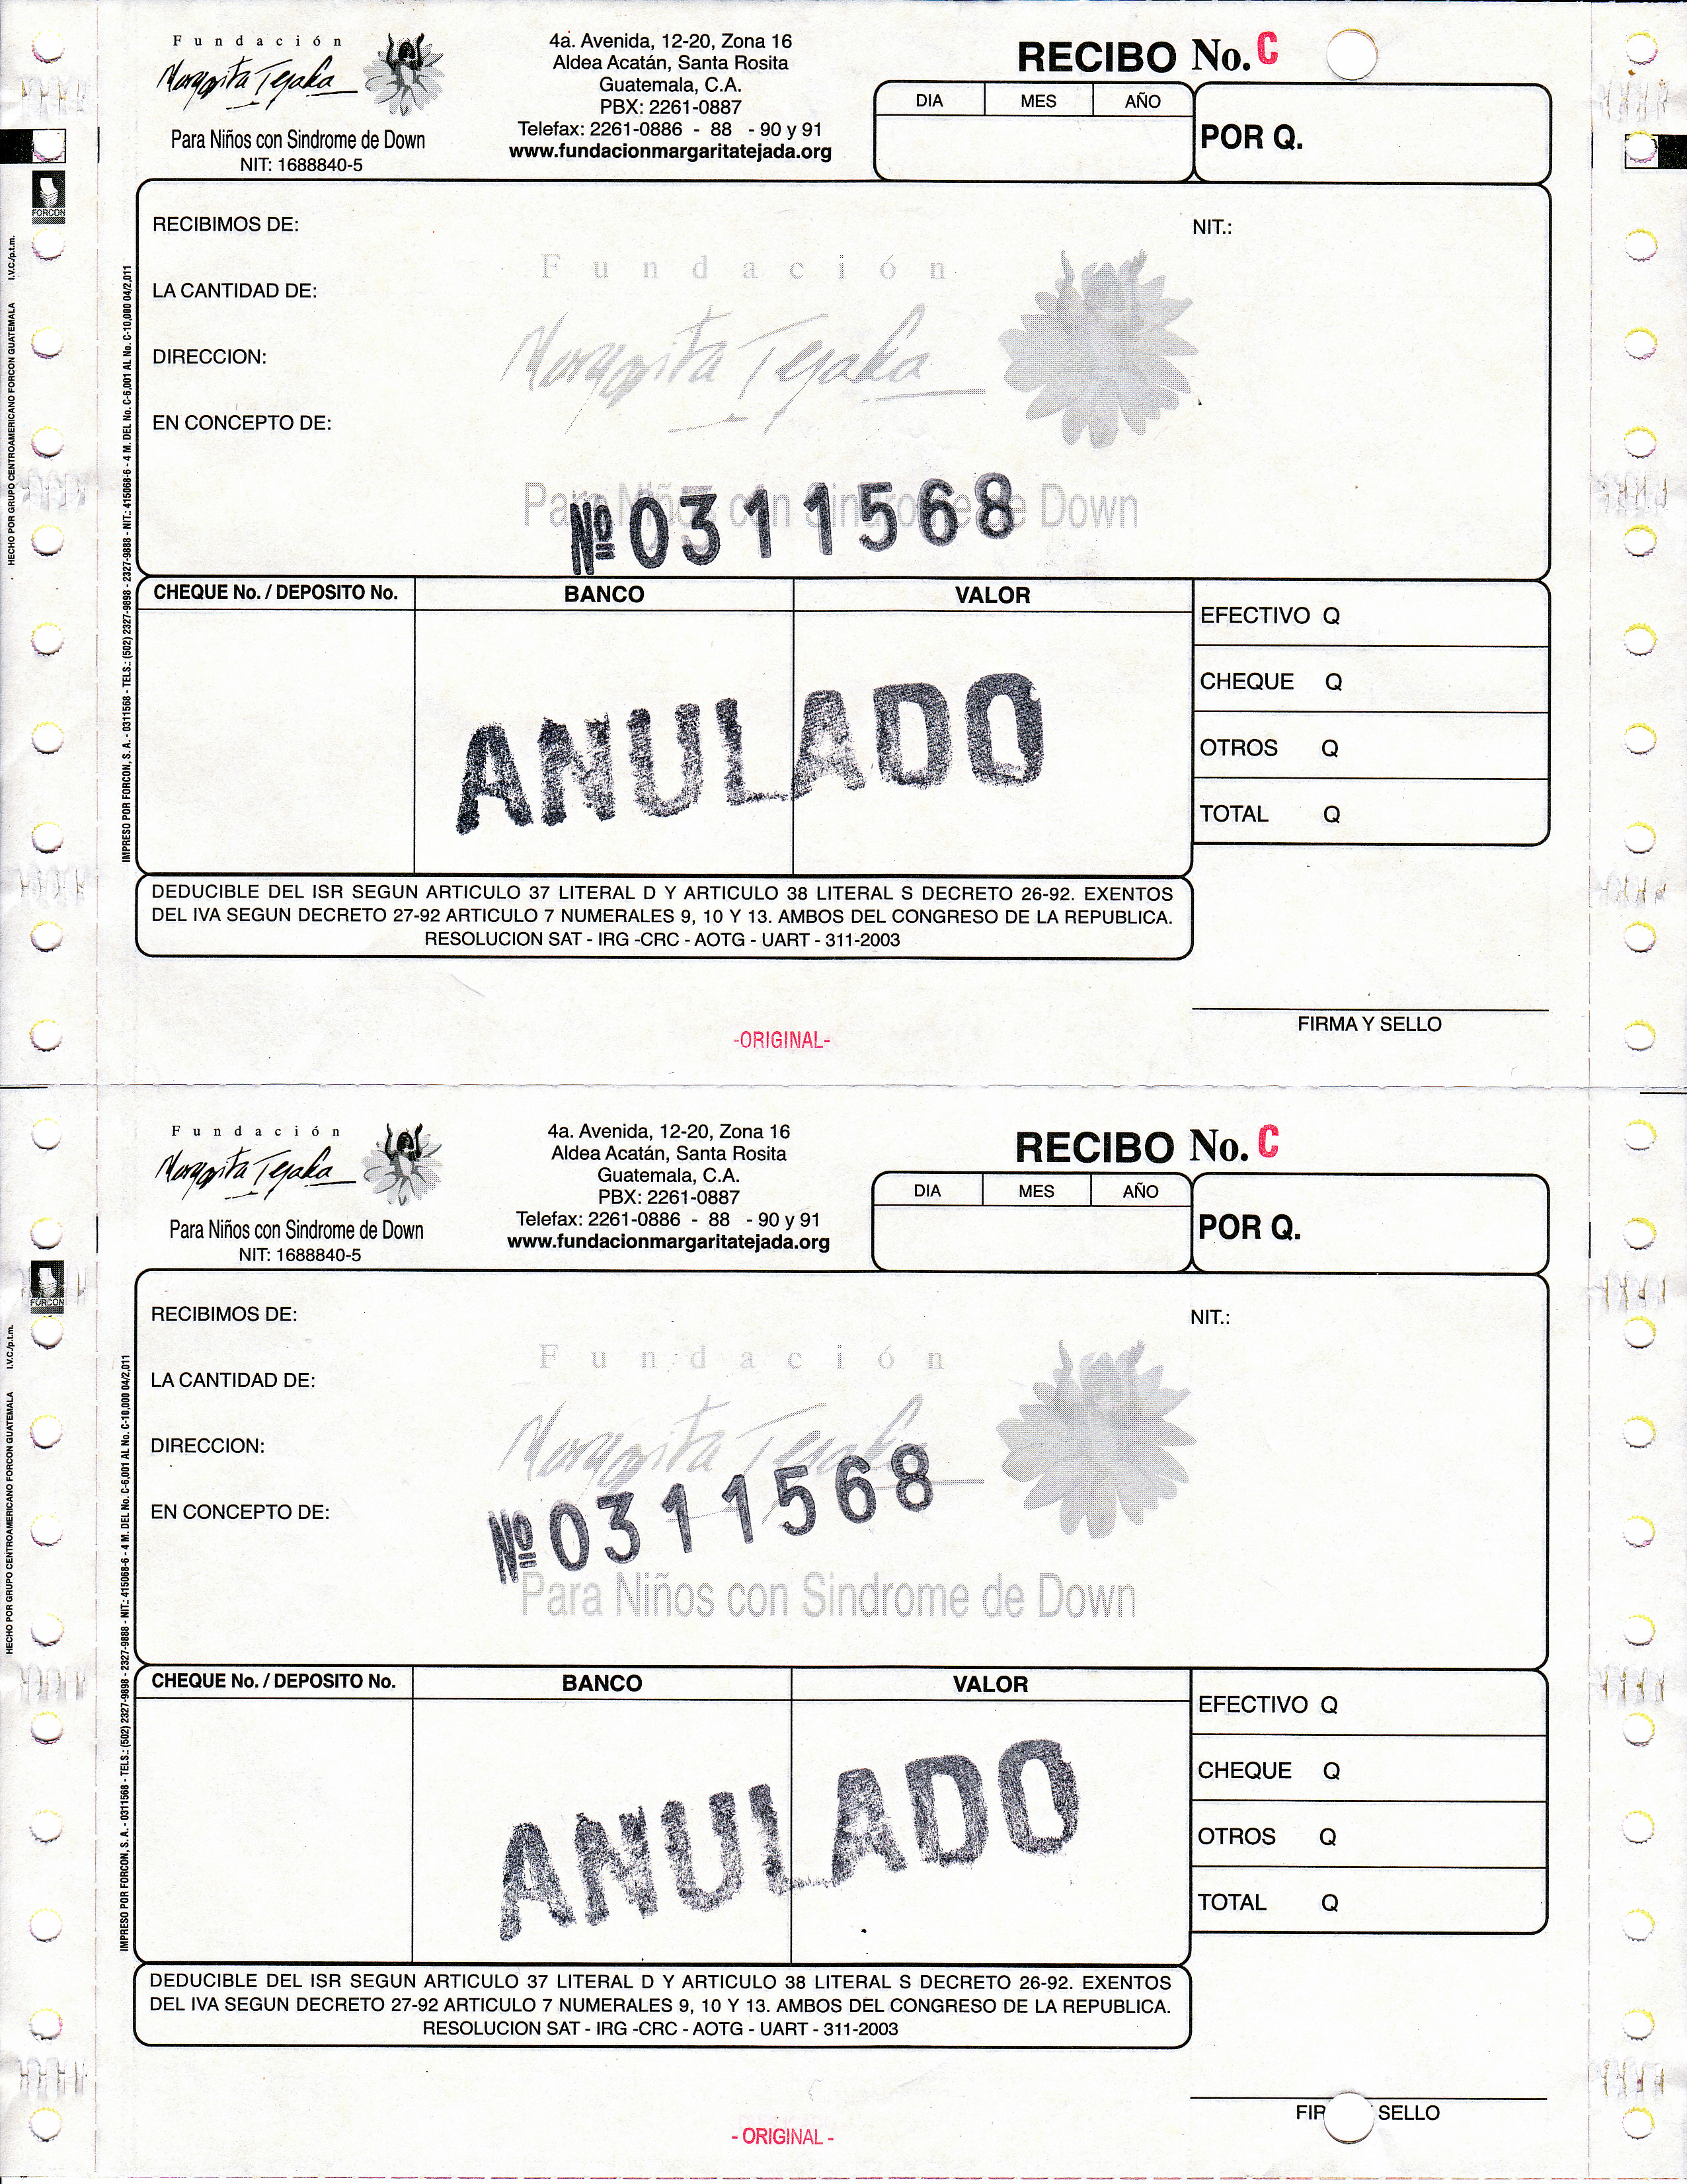 Fundación
Margarita Tejada
Para Niños con Sindrome de Down
NIT: 1688840-5
4a. Avenida, 12-20, Zona 16
Aldea Acatán, Santa Rosita
Guatemala, C.A.
PBX: 2261-0887
Telefax: 2261-0886 - 88 - 90 y 91
www.fundacionmargaritatejada.org
RECIBO No. C
DIA MES AÑO
POR Q.
FORCON
HECHO POR GRUPO CENTROAMERICANO FORCON GUATEMALA I.V.C./p.t.m.
IMPRESO POR FORCON, S. A. - 0311568 - TELS.: (502) 2327-9898 - 2327-9888 - NIT.: 415068-6 - 4 M. DEL No. C-6,001 AL No. C-10,000 04/2,011
RECIBIMOS DE: NIT.:
LA CANTIDAD DE:
DIRECCION:
EN CONCEPTO DE:
Fundación
Margarita Tejada
Para Niños con Sindrome de Down
Nº 0311568
CHEQUE No. / DEPOSITO No. BANCO VALOR
EFECTIVO Q
CHEQUE Q
OTROS Q
TOTAL Q
ANULADO
DEDUCIBLE DEL ISR SEGUN ARTICULO 37 LITERAL D Y ARTICULO 38 LITERAL S DECRETO 26-92. EXENTOS
DEL IVA SEGUN DECRETO 27-92 ARTICULO 7 NUMERALES 9, 10 Y 13. AMBOS DEL CONGRESO DE LA REPUBLICA.
RESOLUCION SAT - IRG -CRC - AOTG - UART - 311-2003
FIRMA Y SELLO
-ORIGINAL-
Fundación
Margarita Tejada
Para Niños con Sindrome de Down
NIT: 1688840-5
4a. Avenida, 12-20, Zona 16
Aldea Acatán, Santa Rosita
Guatemala, C.A.
PBX: 2261-0887
Telefax: 2261-0886 - 88 - 90 y 91
www.fundacionmargaritatejada.org
RECIBO No. C
DIA MES AÑO
POR Q.
FORCON
HECHO POR GRUPO CENTROAMERICANO FORCON GUATEMALA I.V.C./p.t.m.
IMPRESO POR FORCON, S. A. - 0311568 - TELS.: (502) 2327-9898 - 2327-9888 - NIT.: 415068-6 - 4 M. DEL No. C-6,001 AL No. C-10,000 04/2,011
RECIBIMOS DE: NIT.:
LA CANTIDAD DE:
DIRECCION:
EN CONCEPTO DE:
Fundación
Margarita Tejada
Nº 0311568
Para Niños con Sindrome de Down
CHEQUE No. / DEPOSITO No. BANCO VALOR
EFECTIVO Q
CHEQUE Q
OTROS Q
TOTAL Q
ANULADO
DEDUCIBLE DEL ISR SEGUN ARTICULO 37 LITERAL D Y ARTICULO 38 LITERAL S DECRETO 26-92. EXENTOS
DEL IVA SEGUN DECRETO 27-92 ARTICULO 7 NUMERALES 9, 10 Y 13. AMBOS DEL CONGRESO DE LA REPUBLICA.
RESOLUCION SAT - IRG -CRC - AOTG - UART - 311-2003
FIR SELLO
- ORIGINAL -